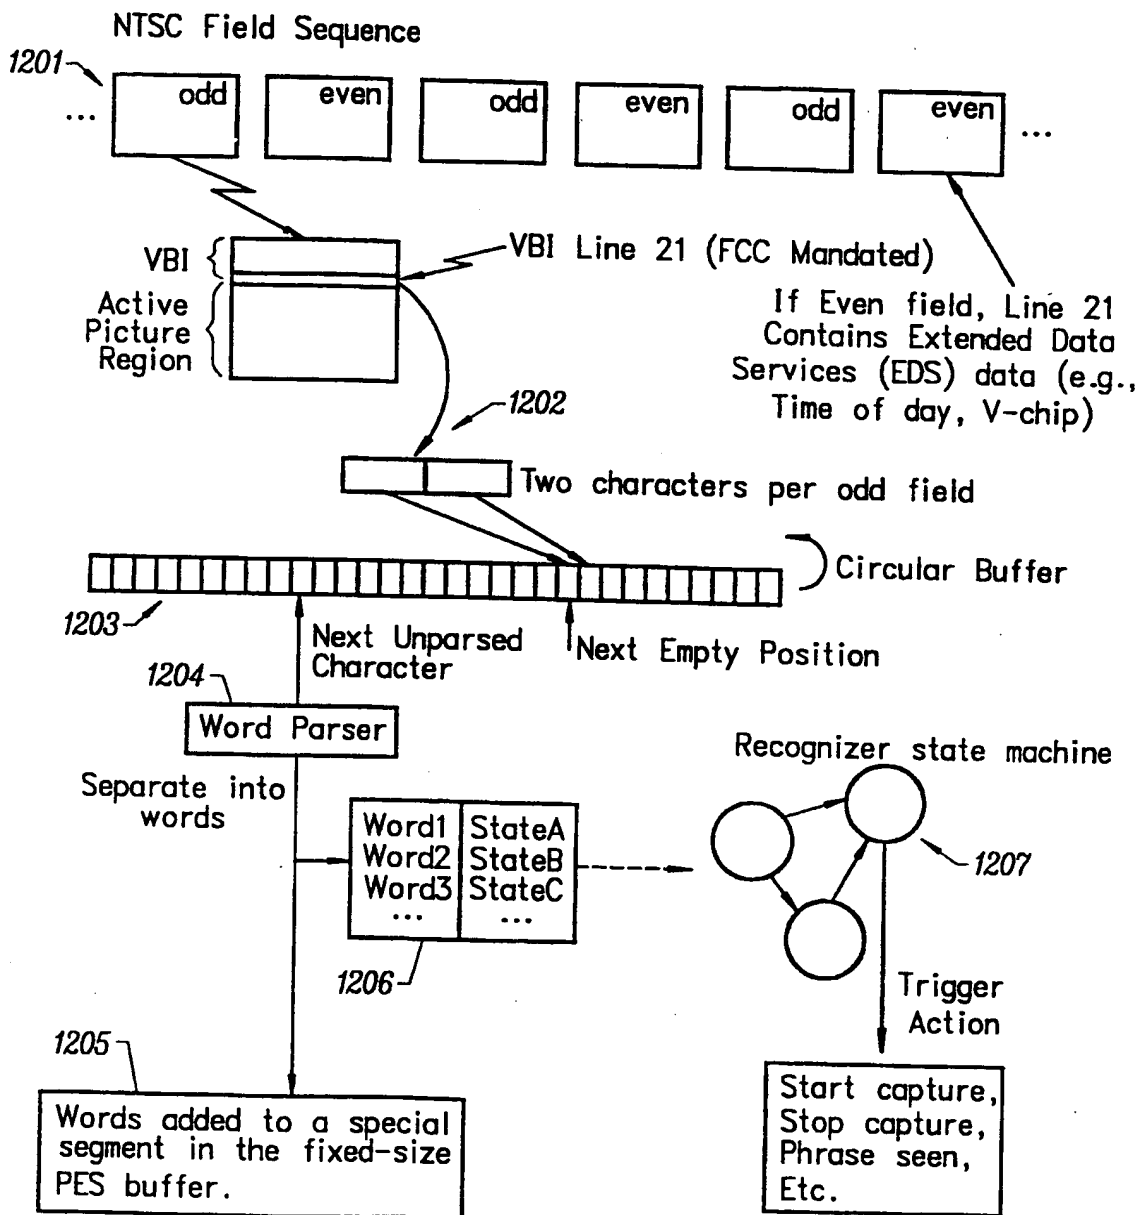 NTSC Field Sequence
1201
... odd even odd even odd even ...
VBI
VBI Line 21 (FCC Mandated)
Active
Picture
Region
If Even field, Line 21
Contains Extended Data
Services (EDS) data (e.g.,
Time of day, V-chip)
1202
Two characters per odd field
Circular Buffer
1203
Next Unparsed
Character
Next Empty Position
1204
Word Parser
Separate into
words
Recognizer state machine
Word1 StateA
Word2 StateB
Word3 StateC
... ...
1206
1207
Trigger
Action
1205
Words added to a special
segment in the fixed-size
PES buffer.
Start capture,
Stop capture,
Phrase seen,
Etc.